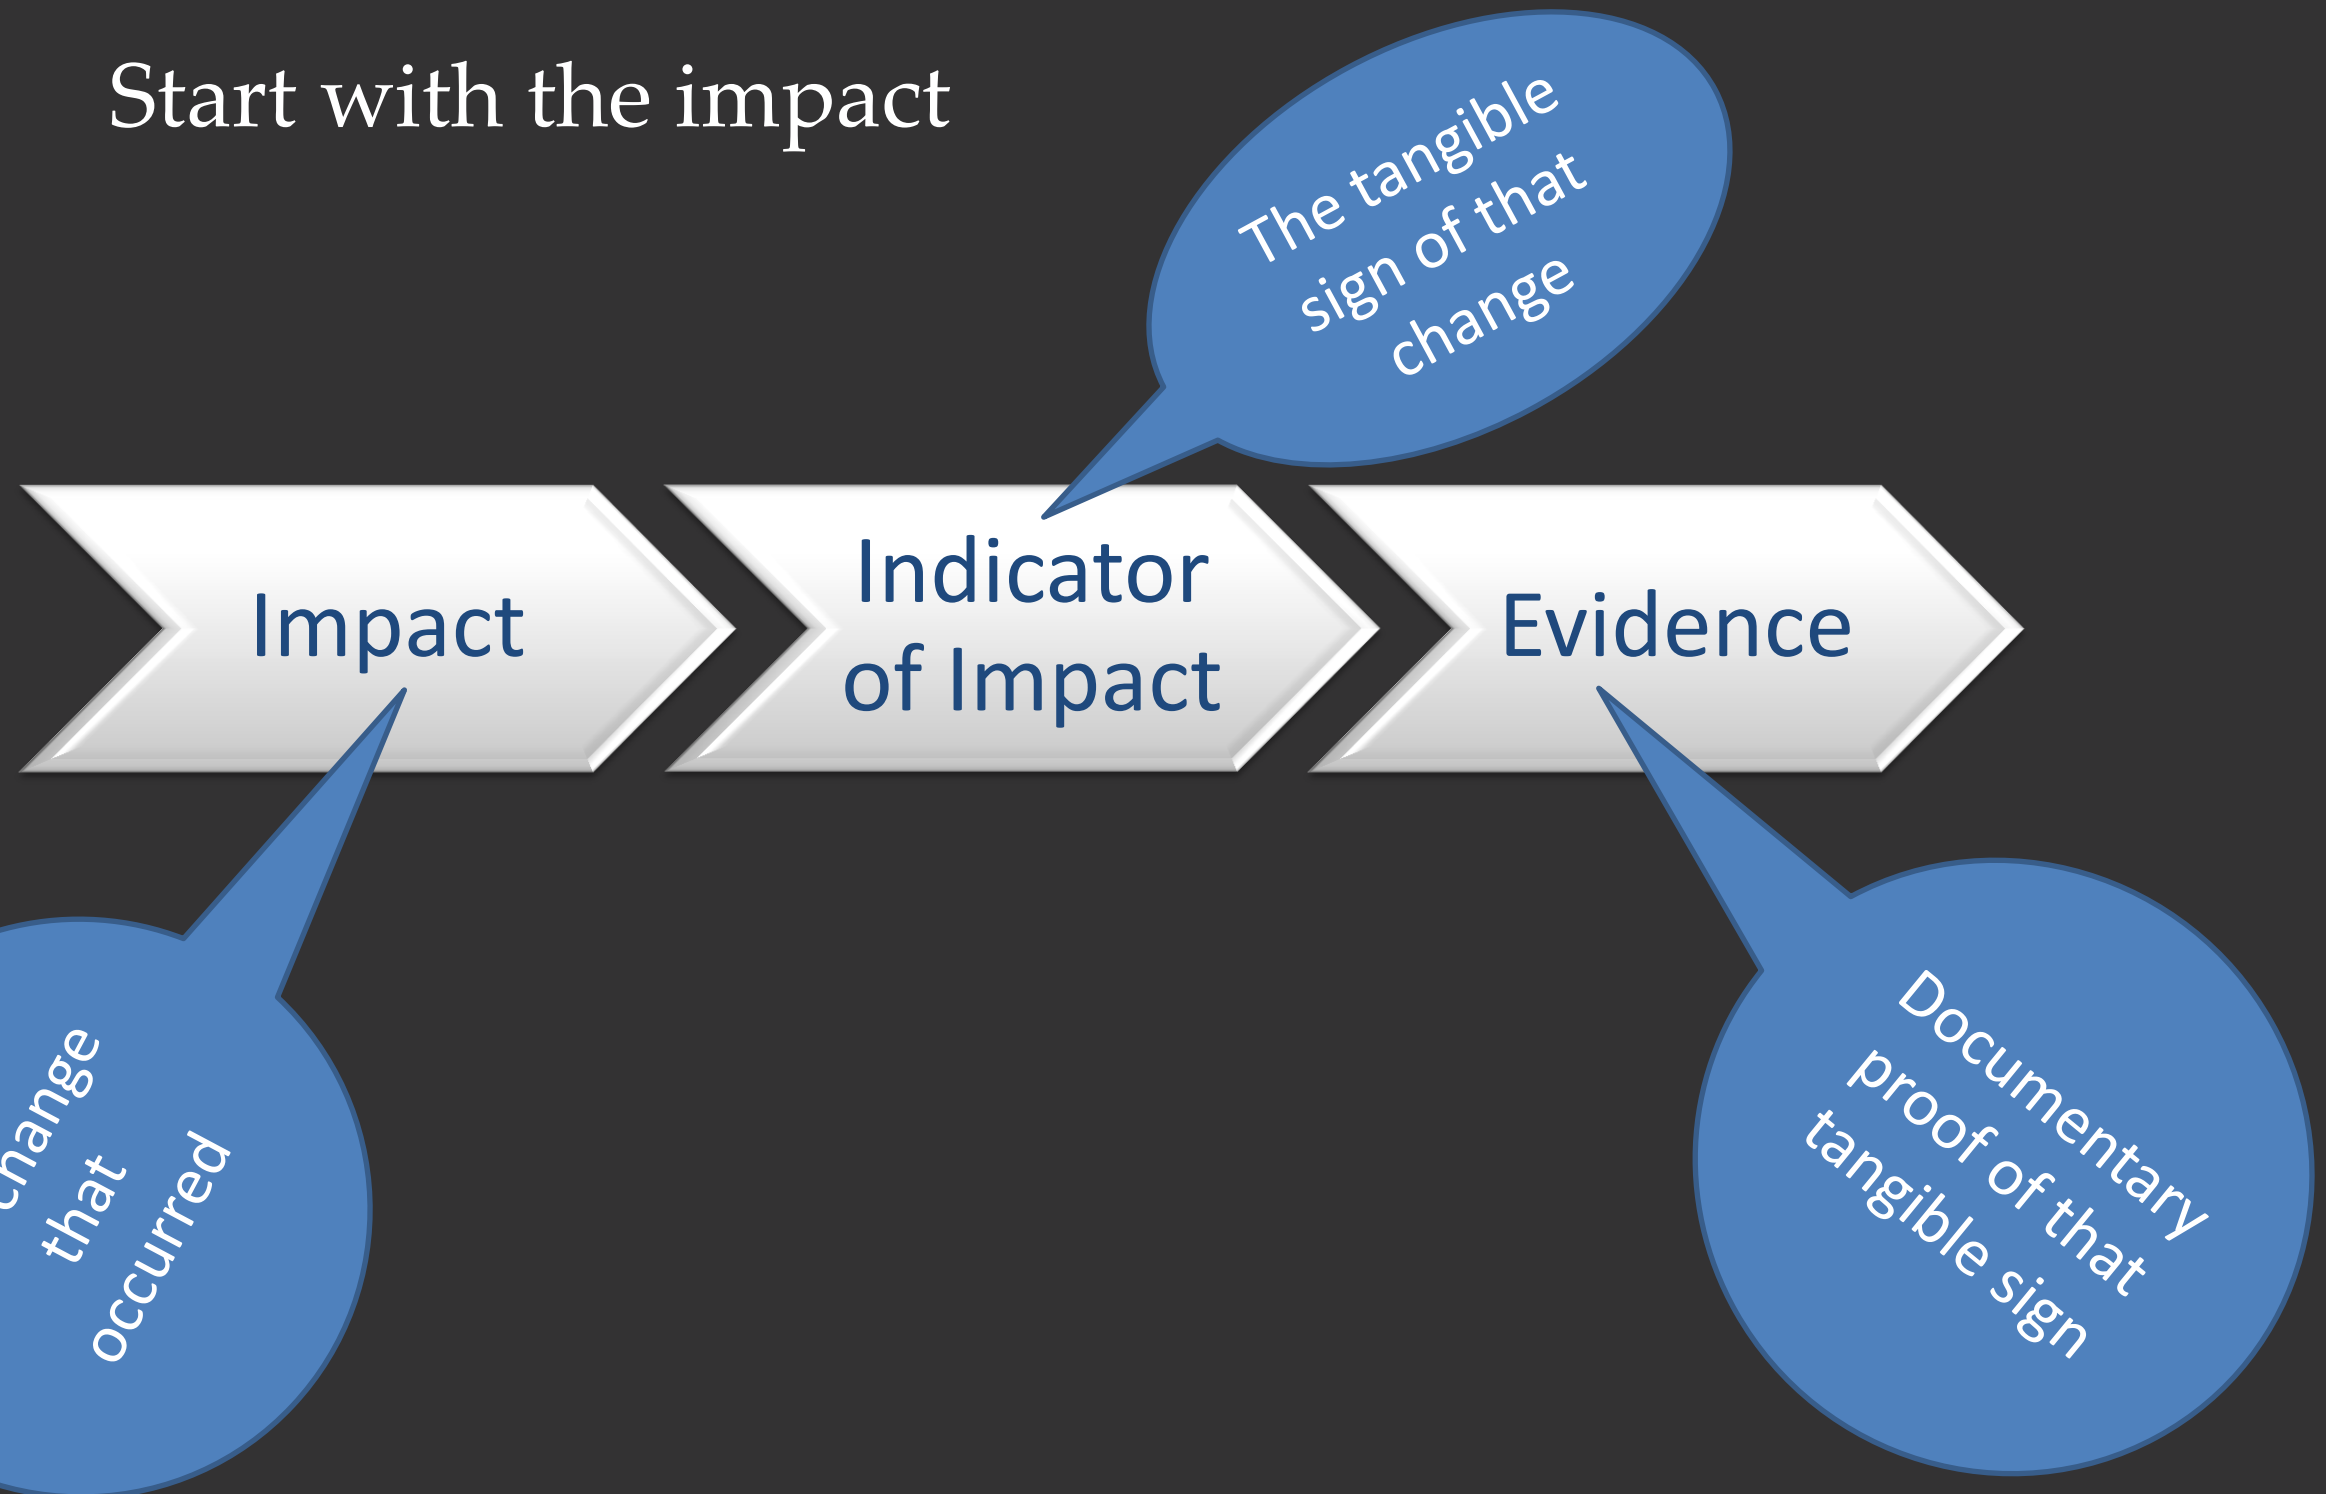 Start with the impact
The tangible
sign of that
change
Impact
Indicator
of Impact
Evidence
change
that
occurred
Documentary
proof of that
tangible sign